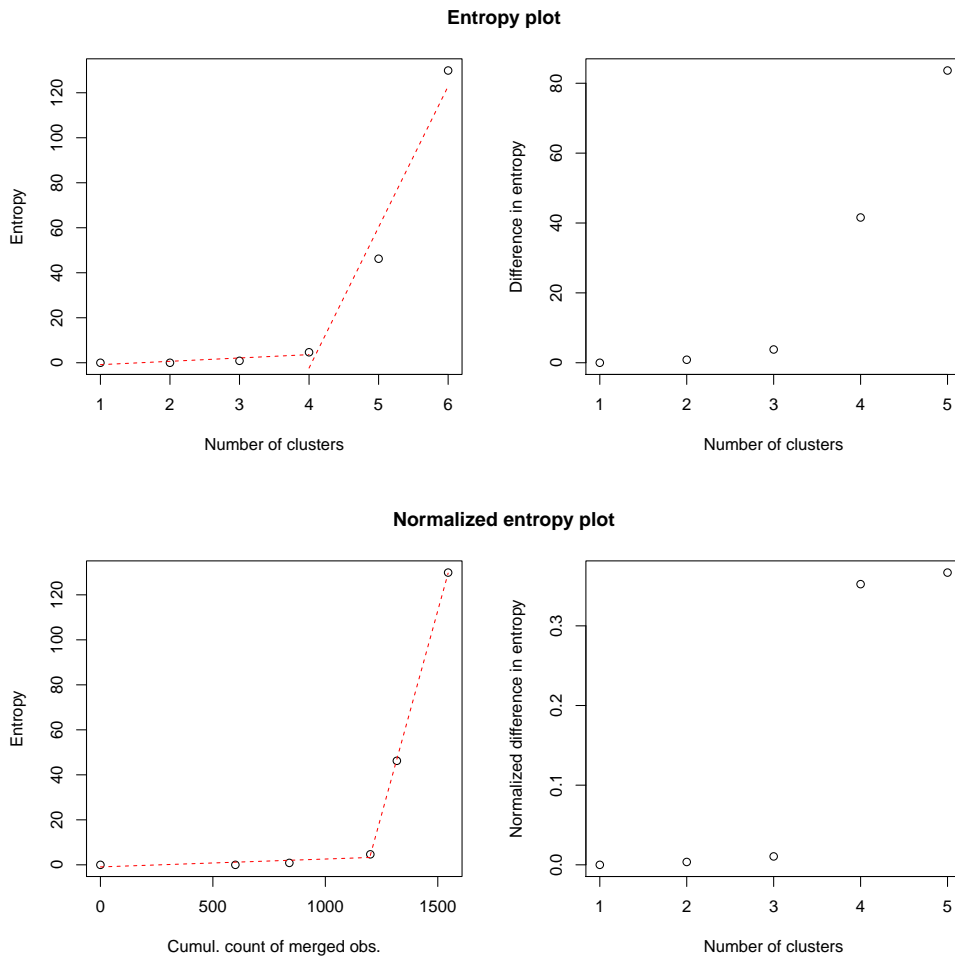 Entropy plot
Entropy
0 20 40 60 80 100 120
1 2 3 4 5 6
Number of clusters
Difference in entropy
0 20 40 60 80
1 2 3 4 5
Number of clusters
Normalized entropy plot
Entropy
0 20 40 60 80 100 120
0 500 1000 1500
Cumul. count of merged obs.
Normalized difference in entropy
0.0 0.1 0.2 0.3
1 2 3 4 5
Number of clusters